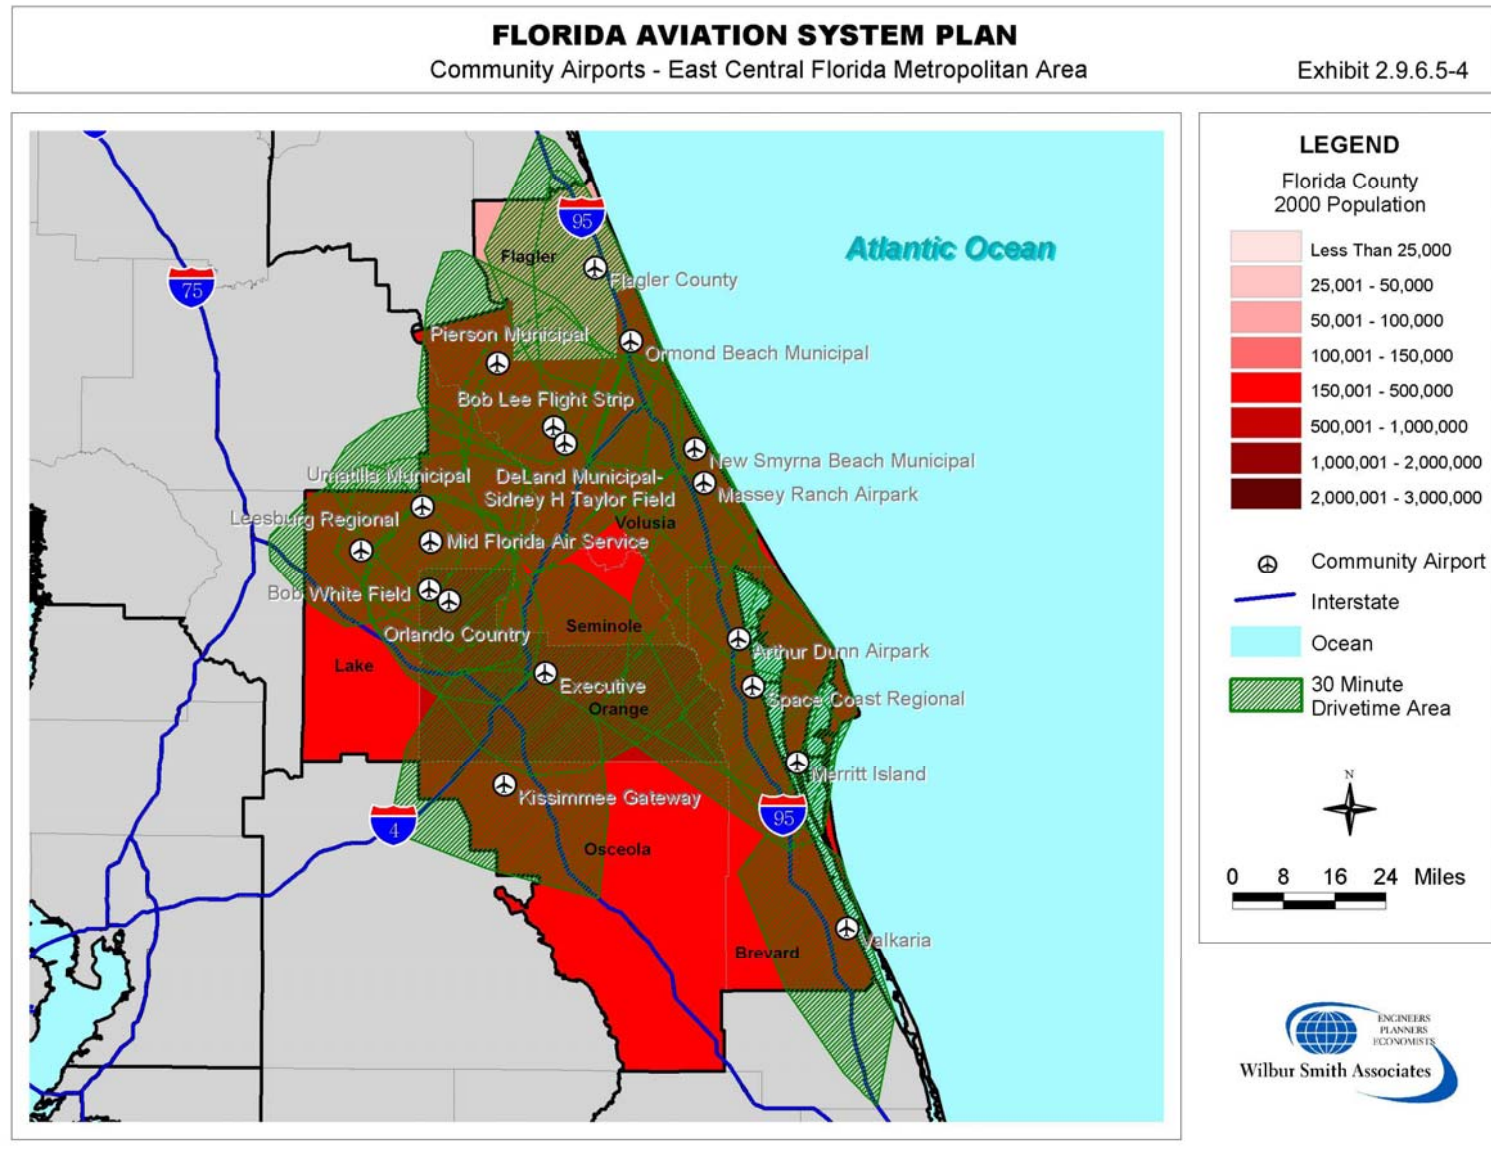 FLORIDA AVIATION SYSTEM PLAN
Community Airports - East Central Florida Metropolitan Area
Exhibit 2.9.6.5-4
Atlantic Ocean
95
Flagler
75
Flagler County
Pierson Municipal
Ormond Beach Municipal
Bob Lee Flight Strip
New Smyrna Beach Municipal
Umatilla Municipal
DeLand Municipal-
Sidney H Taylor Field
Massey Ranch Airpark
Leesburg Regional
Volusia
Mid Florida Air Service
Bob White Field
Seminole
Orlando Country
Arthur Dunn Airpark
Lake
Executive
Space Coast Regional
Orange
Merritt Island
Kissimmee Gateway
95
4
Osceola
Valkaria
Brevard
LEGEND
Florida County
2000 Population
Less Than 25,000
25,001 - 50,000
50,001 - 100,000
100,001 - 150,000
150,001 - 500,000
500,001 - 1,000,000
1,000,001 - 2,000,000
2,000,001 - 3,000,000
Community Airport
Interstate
Ocean
30 Minute
Drivetime Area
N
0 8 16 24 Miles
ENGINEERS
PLANNERS
ECONOMISTS
Wilbur Smith Associates